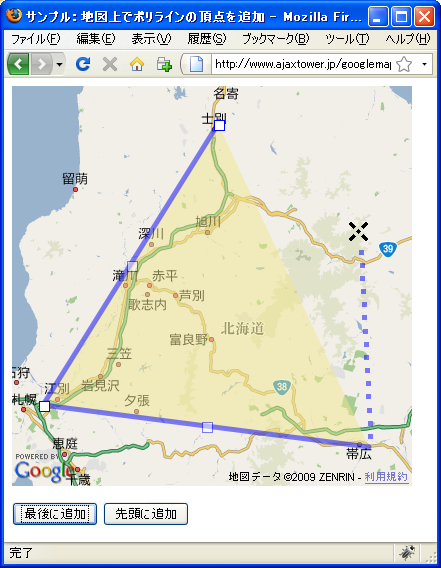 サンプル: 地図上でポリラインの頂点を追加 - Mozilla Fir...
ファイル(F) 編集(E) 表示(V) 履歴(S) ブックマーク(B) ツール(T) ヘルプ(H)
http://www.ajaxtower.jp/googlemap
名寄
士別
留萌
旭川
深川
39
滝川
赤平
芦別
歌志内
北海道
富良野
三笠
岩見沢
38
石狩
江別
札幌
夕張
恵庭
帯広
千歳
POWERED BY
Google
地図データ ©2009 ZENRIN - 利用規約
最後に追加 先頭に追加
完了